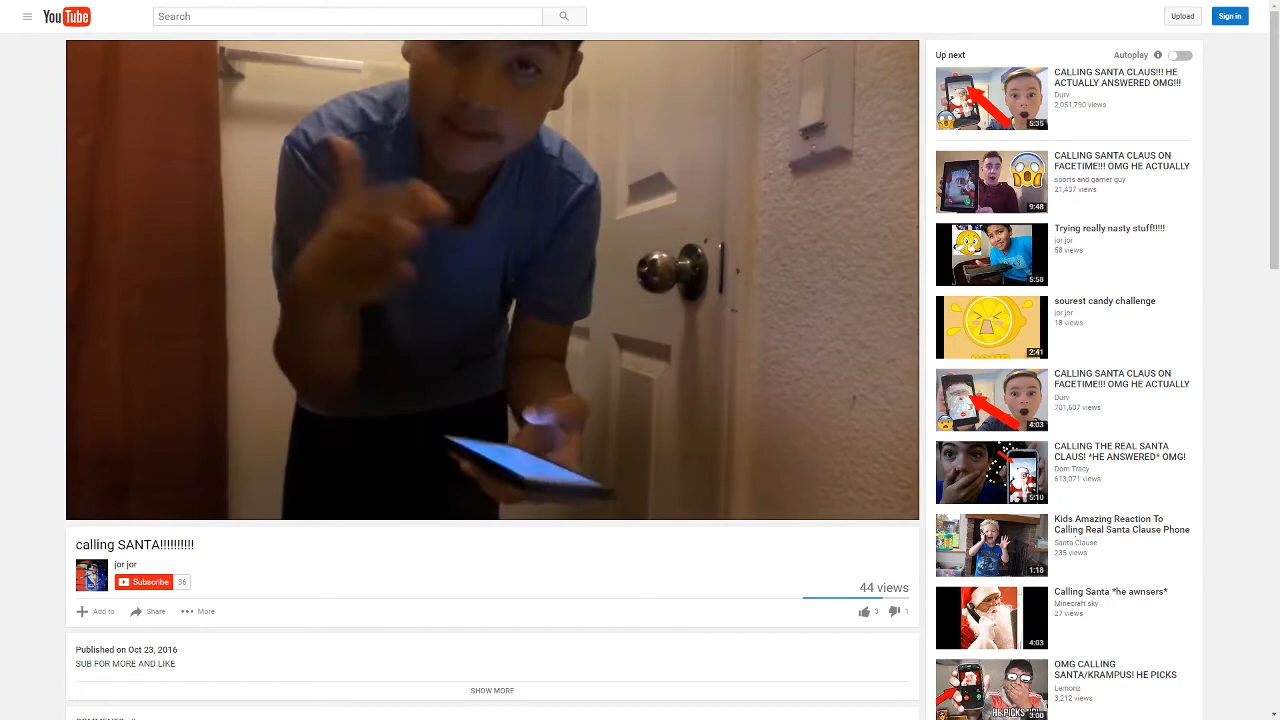 YouTube
Search
Upload
Sign in
calling SANTA!!!!!!!!!!
jor jor
Subscribe
36
44 views
Add to
Share
More
3
1
Published on Oct 23, 2016
SUB FOR MORE AND LIKE
SHOW MORE
Up next
Autoplay
CALLING SANTA CLAUS!!! HE
ACTUALLY ANSWERED OMG!!!
Durv
2,051,790 views
5:35
CALLING SANTA CLAUS ON
FACETIME!!! OMG HE ACTUALLY
sports and gamer guy
21,437 views
9:48
Trying really nasty stuff!!!!!
jor jor
58 views
5:58
sourest candy challenge
jor jor
18 views
2:41
CALLING SANTA CLAUS ON
FACETIME!!! OMG HE ACTUALLY
Durv
701,607 views
4:03
CALLING THE REAL SANTA
CLAUS! *HE ANSWERED* OMG!
Dom Tracy
613,071 views
5:10
Kids Amazing Reaction To
Calling Real Santa Clause Phone
Santa Clause
235 views
1:18
Calling Santa *he awnsers*
Minecraft sky
27 views
4:03
OMG CALLING
SANTA/KRAMPUS! HE PICKS
Lemonz
3,212 views
3:00